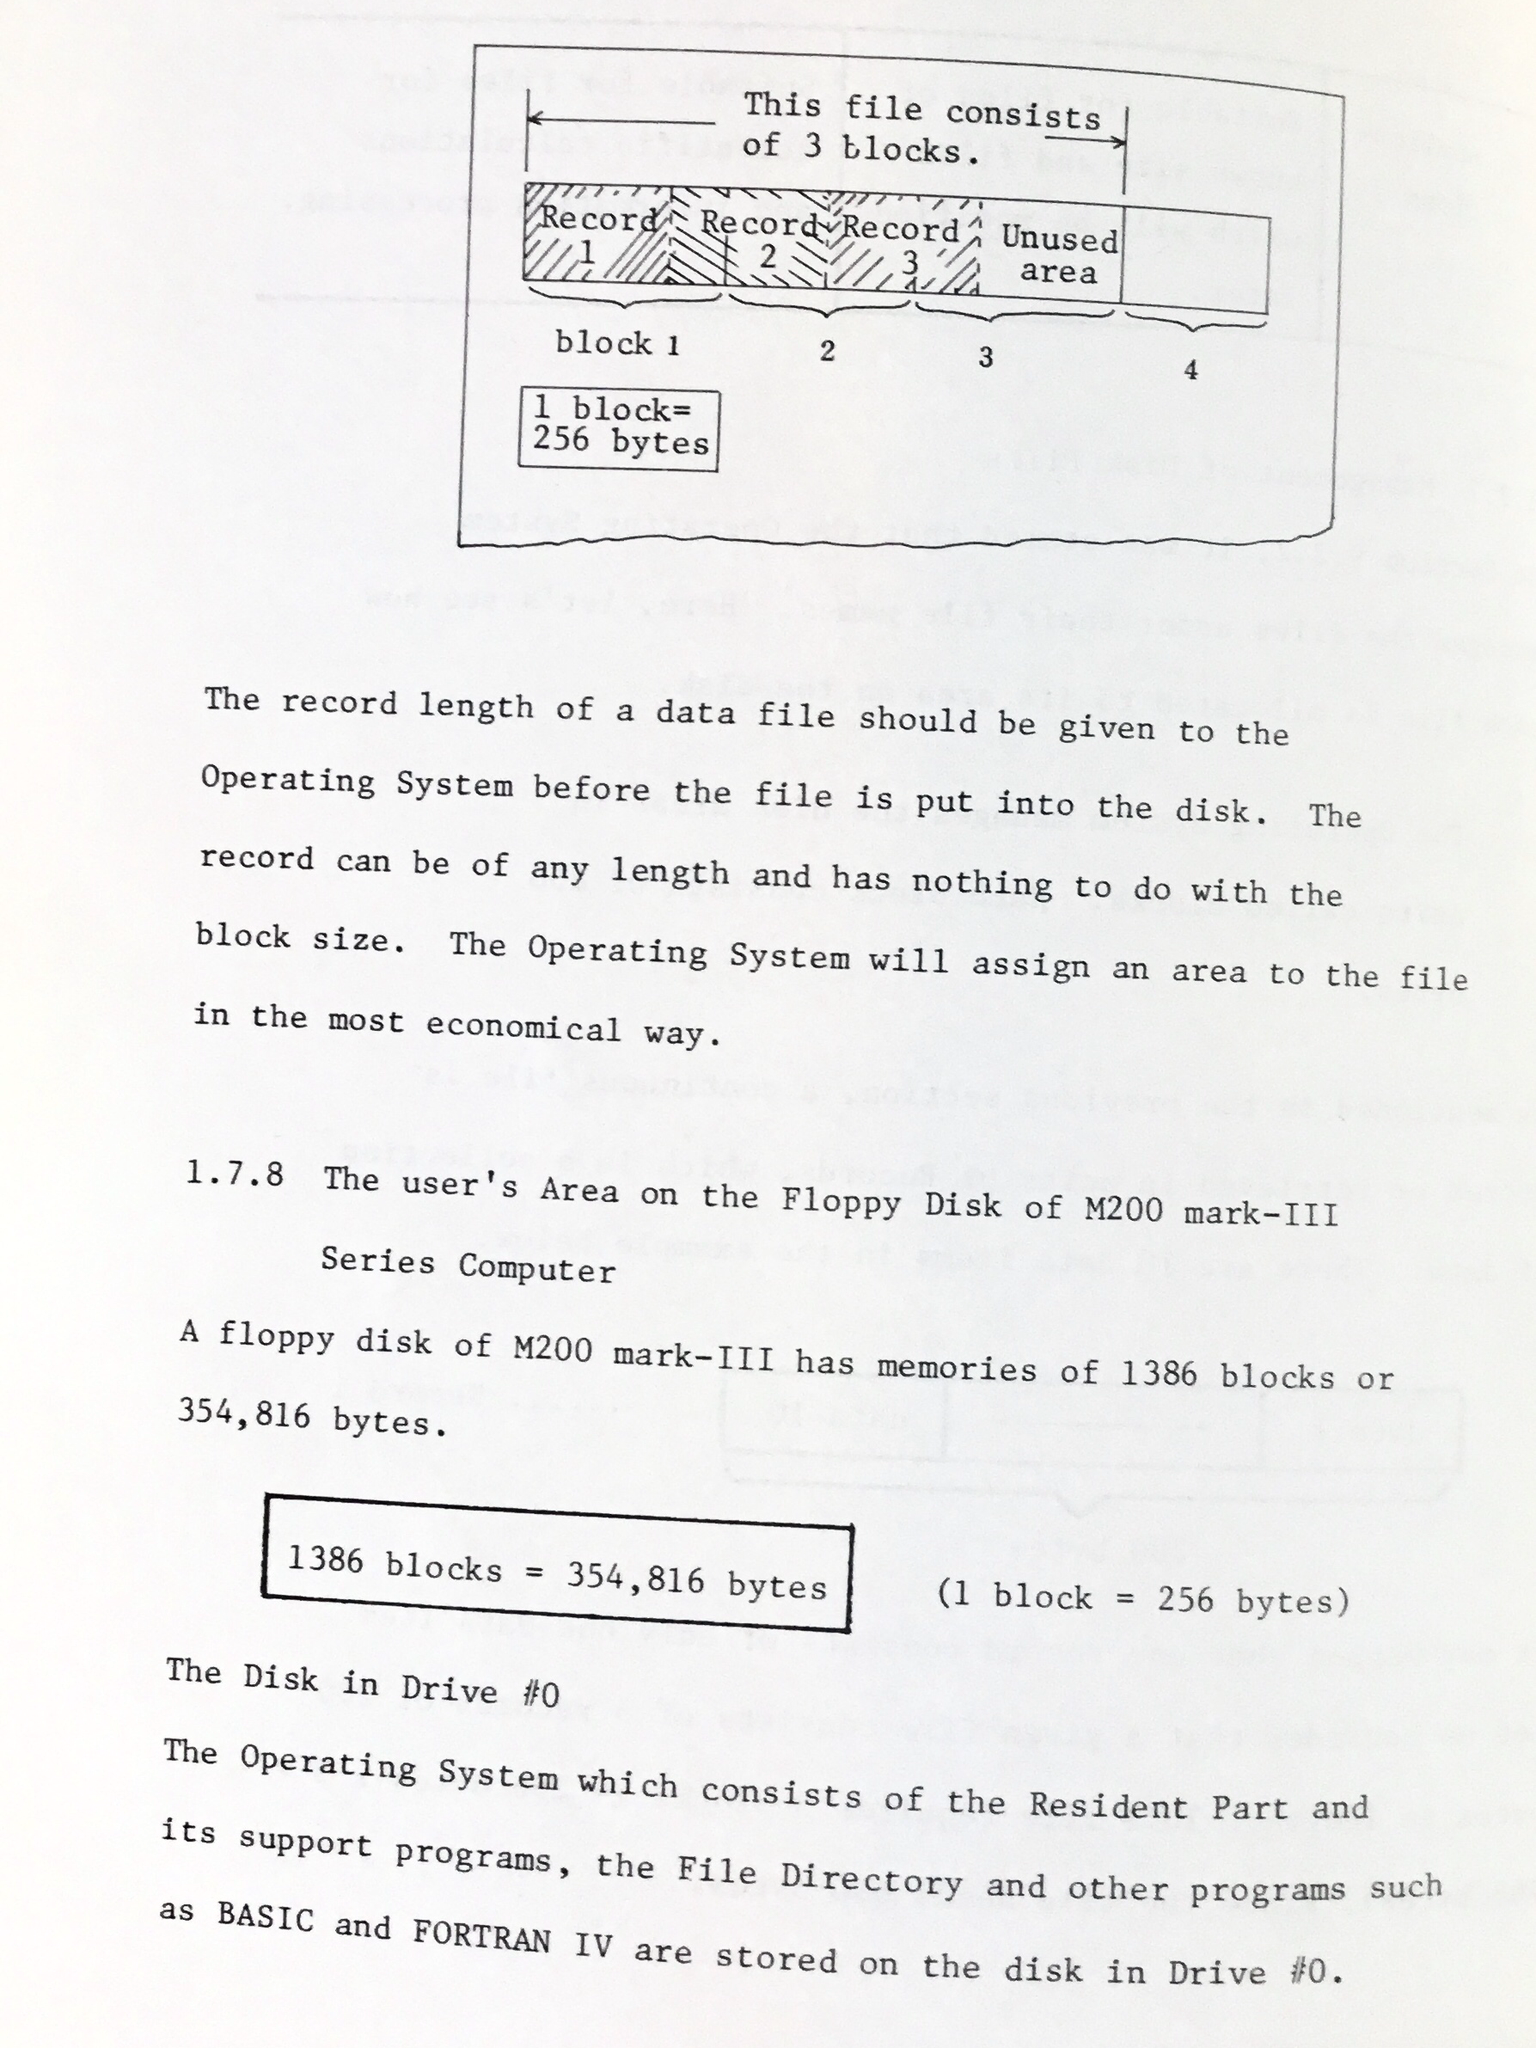 This file consists
of 3 blocks.
Record
1
Record
2
Record
3
Unused
area
block 1
2
3
4
1 block=
256 bytes
The record length of a data file should be given to the
Operating System before the file is put into the disk. The
record can be of any length and has nothing to do with the
block size. The Operating System will assign an area to the file
in the most economical way.
1.7.8 The user's Area on the Floppy Disk of M200 mark-III
Series Computer
A floppy disk of M200 mark-III has memories of 1386 blocks or
354,816 bytes.
1386 blocks = 354,816 bytes (1 block = 256 bytes)
The Disk in Drive #0
The Operating System which consists of the Resident Part and
its support programs, the File Directory and other programs such
as BASIC and FORTRAN IV are stored on the disk in Drive #0.